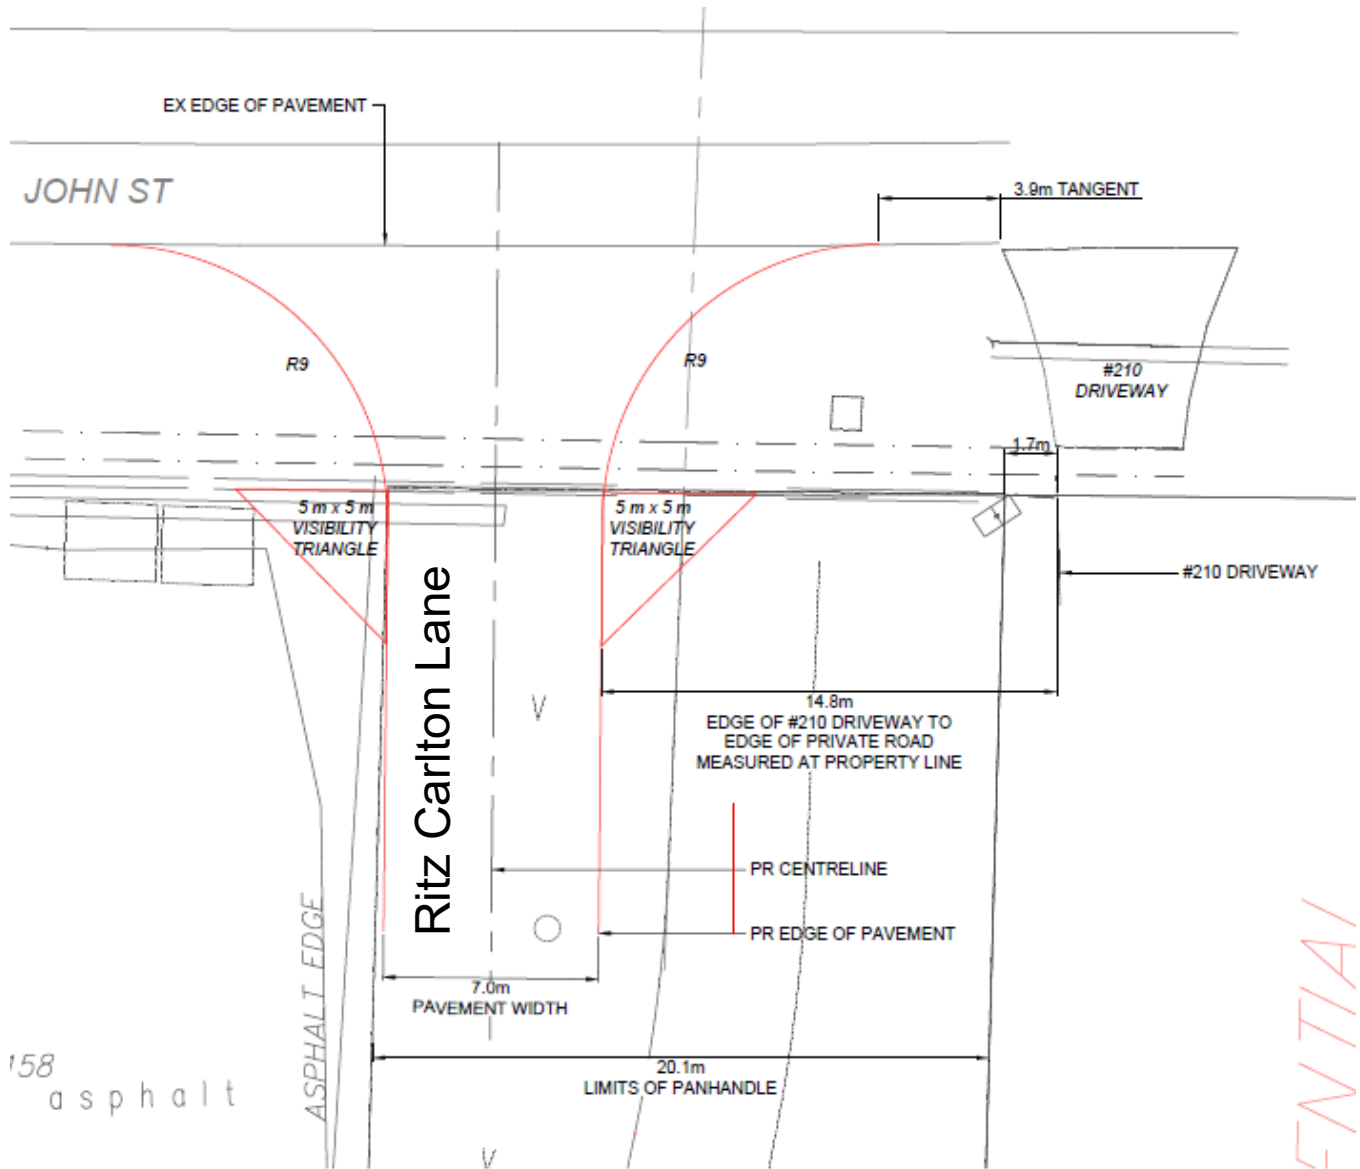 EX EDGE OF PAVEMENT
JOHN ST
3.9m TANGENT
R9
R9
#210
DRIVEWAY
1.7m
5 m x 5 m
VISIBILITY
TRIANGLE
5 m x 5 m
VISIBILITY
TRIANGLE
#210 DRIVEWAY
Ritz Carlton Lane
V
14.8m
EDGE OF #210 DRIVEWAY TO
EDGE OF PRIVATE ROAD
MEASURED AT PROPERTY LINE
PR CENTRELINE
PR EDGE OF PAVEMENT
ASPHALT EDGE
7.0m
PAVEMENT WIDTH
20.1m
LIMITS OF PANHANDLE
158
asphalt
V
ENTIAL